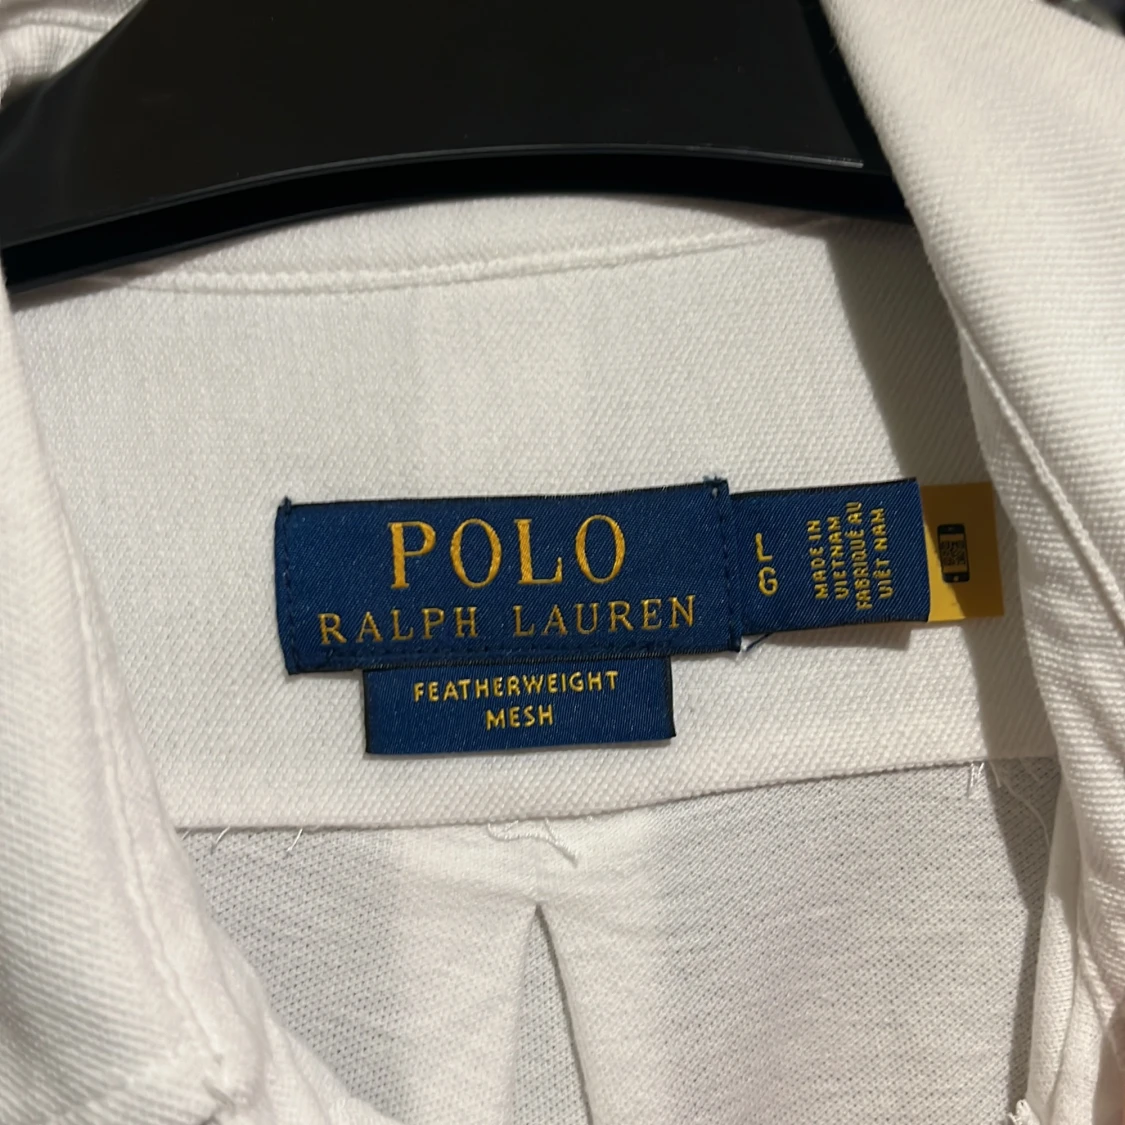 POLO
RALPH LAUREN
FEATHERWEIGHT
MESH
L
G
MADE IN
VIETNAM
FABRIQUÉ AU
VIÊT NAM